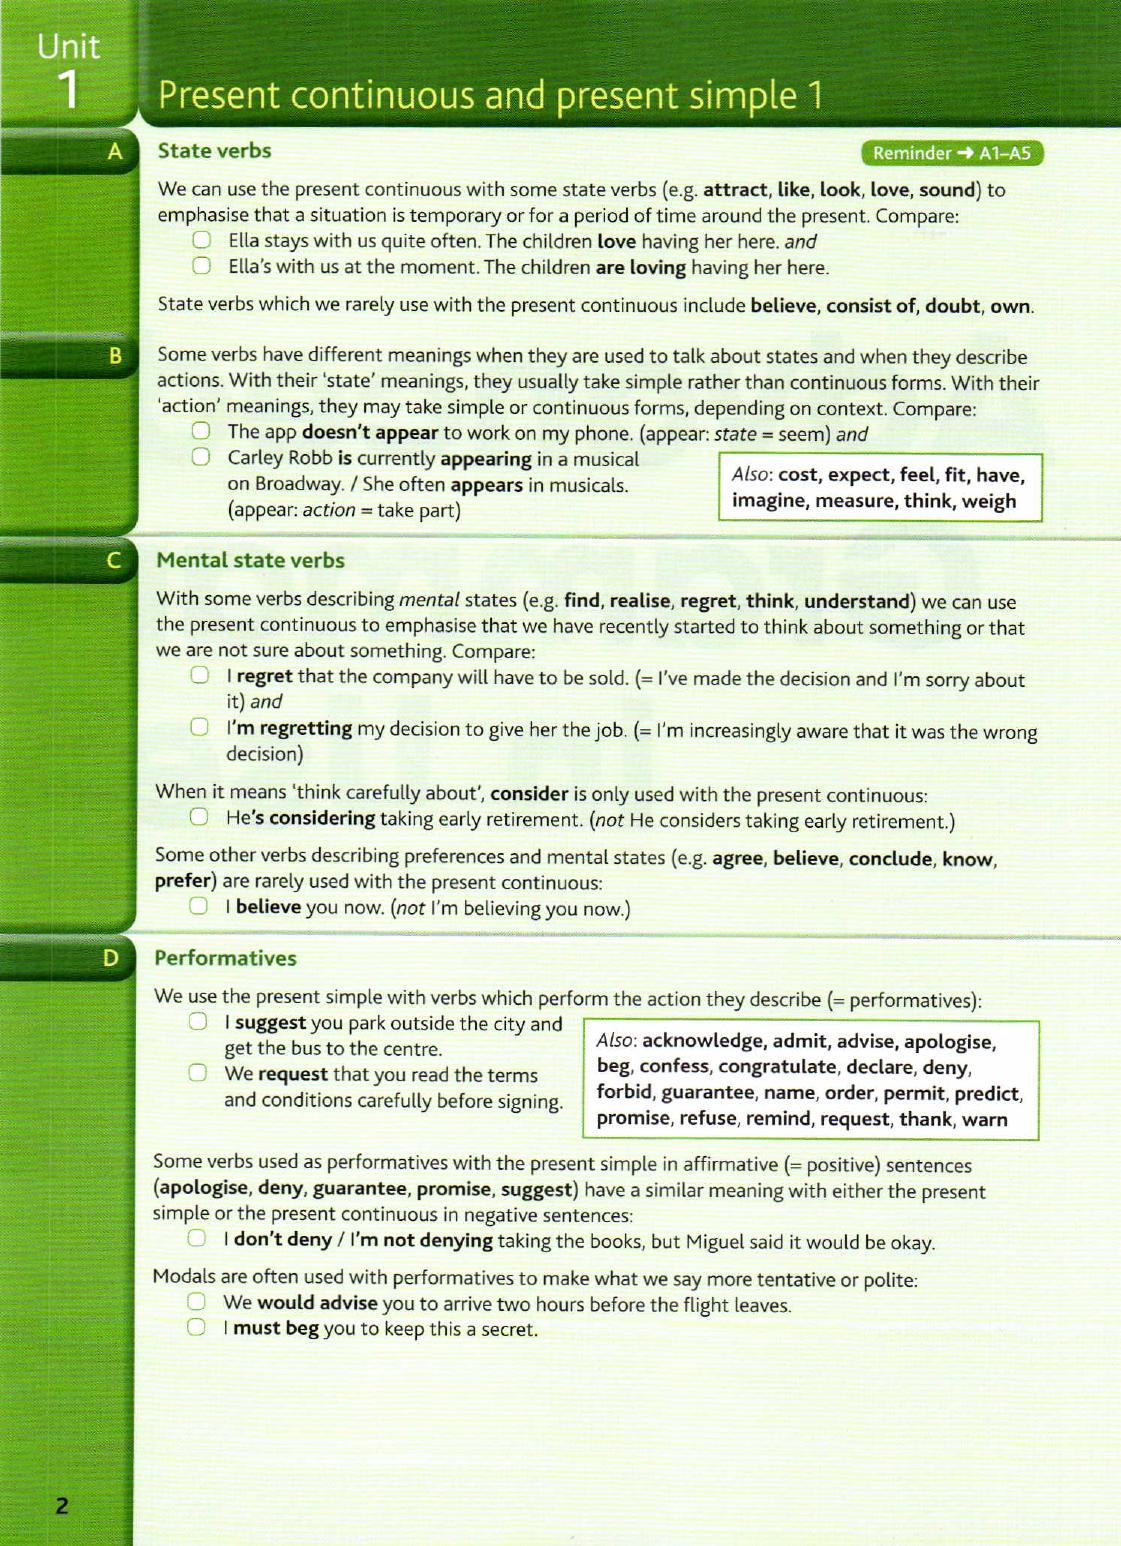 Unit
1
Present continuous and present simple 1
A
State verbs
Reminder → A1–A5
We can use the present continuous with some state verbs (e.g. attract, like, look, love, sound) to
emphasise that a situation is temporary or for a period of time around the present. Compare:
Ella stays with us quite often. The children love having her here. and
Ella's with us at the moment. The children are loving having her here.
State verbs which we rarely use with the present continuous include believe, consist of, doubt, own.
B
Some verbs have different meanings when they are used to talk about states and when they describe
actions. With their 'state' meanings, they usually take simple rather than continuous forms. With their
'action' meanings, they may take simple or continuous forms, depending on context. Compare:
The app doesn't appear to work on my phone. (appear: state = seem) and
Carley Robb is currently appearing in a musical
on Broadway. / She often appears in musicals.
(appear: action = take part)
Also: cost, expect, feel, fit, have,
imagine, measure, think, weigh
C
Mental state verbs
With some verbs describing mental states (e.g. find, realise, regret, think, understand) we can use
the present continuous to emphasise that we have recently started to think about something or that
we are not sure about something. Compare:
I regret that the company will have to be sold. (= I've made the decision and I'm sorry about
it) and
I'm regretting my decision to give her the job. (= I'm increasingly aware that it was the wrong
decision)
When it means 'think carefully about', consider is only used with the present continuous:
He's considering taking early retirement. (not He considers taking early retirement.)
Some other verbs describing preferences and mental states (e.g. agree, believe, conclude, know,
prefer) are rarely used with the present continuous:
I believe you now. (not I'm believing you now.)
D
Performatives
We use the present simple with verbs which perform the action they describe (= performatives):
I suggest you park outside the city and
get the bus to the centre.
We request that you read the terms
and conditions carefully before signing.
Also: acknowledge, admit, advise, apologise,
beg, confess, congratulate, declare, deny,
forbid, guarantee, name, order, permit, predict,
promise, refuse, remind, request, thank, warn
Some verbs used as performatives with the present simple in affirmative (= positive) sentences
(apologise, deny, guarantee, promise, suggest) have a similar meaning with either the present
simple or the present continuous in negative sentences:
I don't deny / I'm not denying taking the books, but Miguel said it would be okay.
Modals are often used with performatives to make what we say more tentative or polite:
We would advise you to arrive two hours before the flight leaves.
I must beg you to keep this a secret.
2